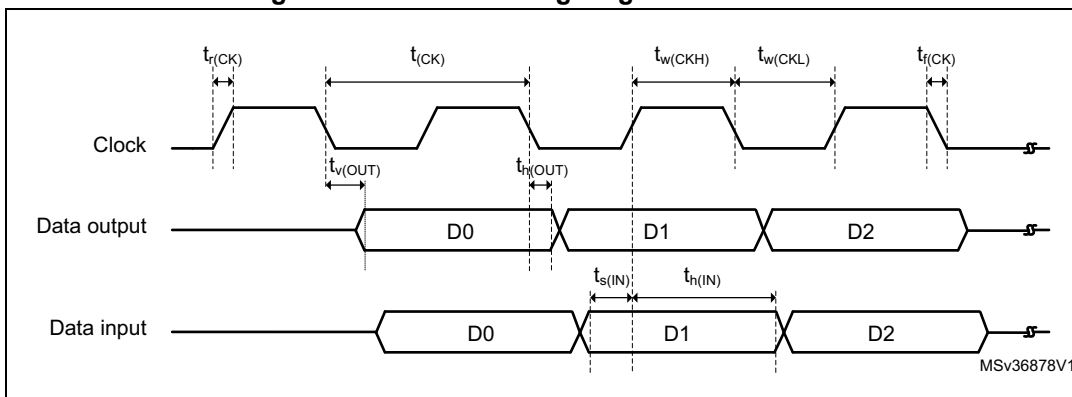 t_r(CK) t_(CK) t_w(CKH) t_w(CKL) t_f(CK)
Clock
t_v(OUT) t_h(OUT)
Data output D0 D1 D2
t_s(IN) t_h(IN)
Data input D0 D1 D2
MSv36878V1